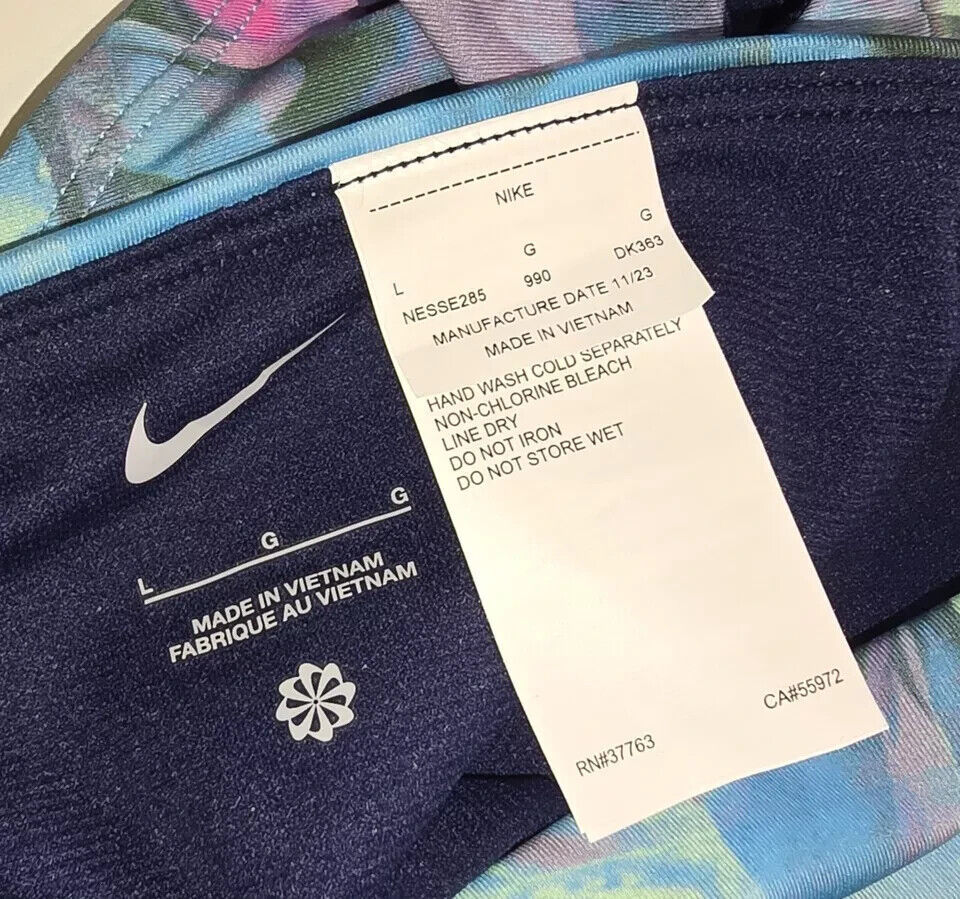 NIKE
L G G
NESSE285 990 DK363
MANUFACTURE DATE 11/23
MADE IN VIETNAM
HAND WASH COLD SEPARATELY
NON-CHLORINE BLEACH
LINE DRY
DO NOT IRON
DO NOT STORE WET
RN#37763 CA#55972
L G G
MADE IN VIETNAM
FABRIQUE AU VIETNAM